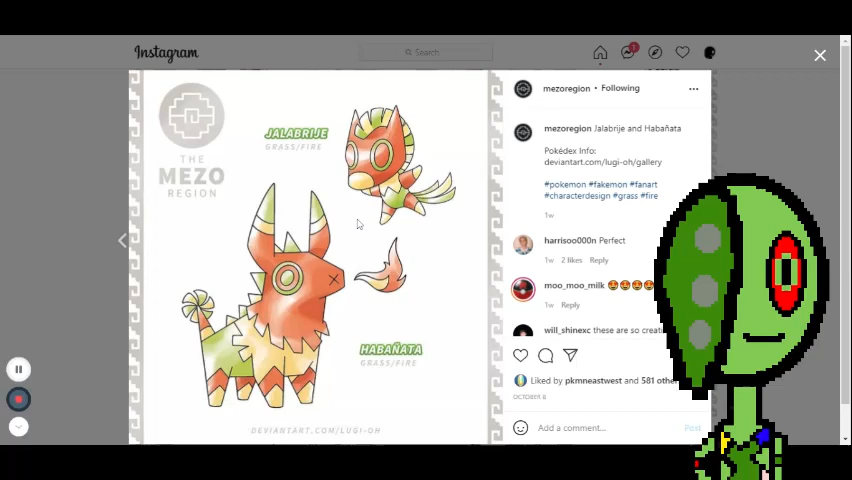 Instagram
Search
1
THE
MEZO
REGION
JALABRIJE
GRASS/FIRE
HABAÑATA
GRASS/FIRE
DEVIANTART.COM/LUGI-OH
mezoregion • Following
mezoregion Jalabrije and Habañata
Pokédex Info:
deviantart.com/lugi-oh/gallery
#pokemon #fakemon #fanart
#characterdesign #grass #fire
1w
harrisoo000n Perfect
1w 2 likes Reply
moo_moo_milk 😍😍😍😍
1w Reply
will_shinexc these are so creati
Liked by pkmneastwest and 581 other
OCTOBER 8
Add a comment...
Post